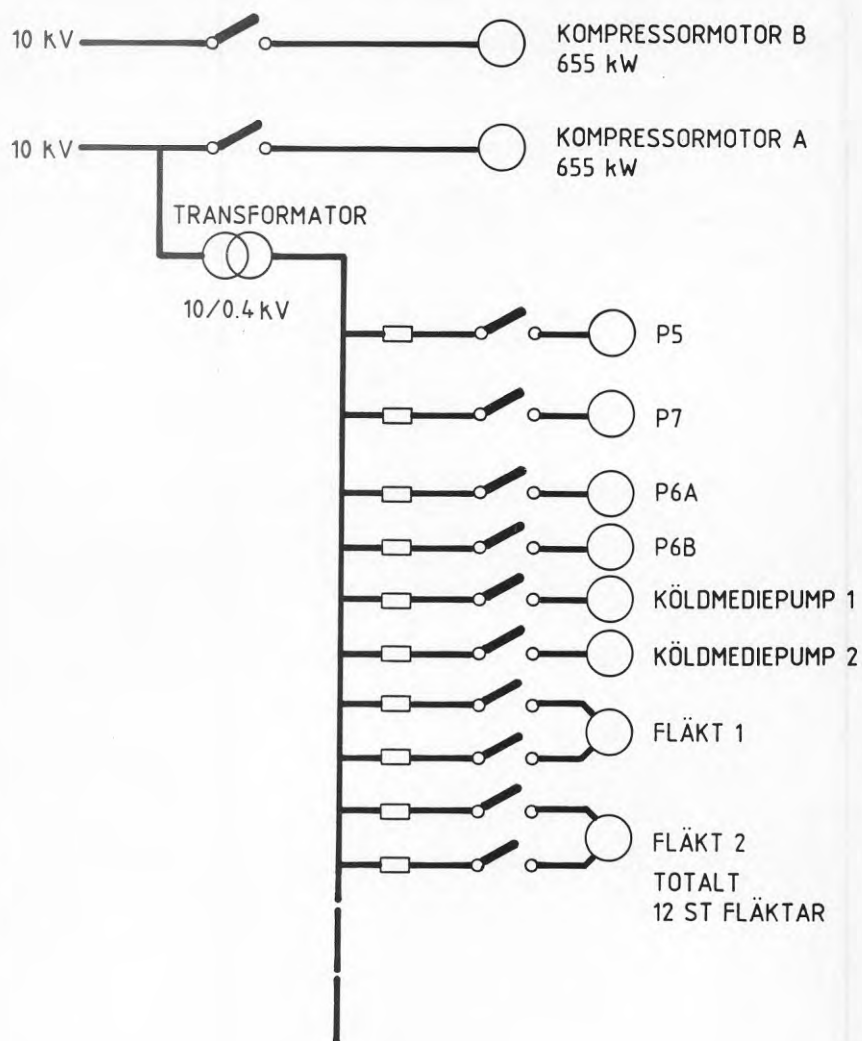 10 kV
KOMPRESSORMOTOR B
655 kW
10 kV
KOMPRESSORMOTOR A
655 kW
TRANSFORMATOR
10/0.4 kV
P5
P7
P6A
P6B
KÖLDMEDIEPUMP 1
KÖLDMEDIEPUMP 2
FLÄKT 1
FLÄKT 2
TOTALT
12 ST FLÄKTAR